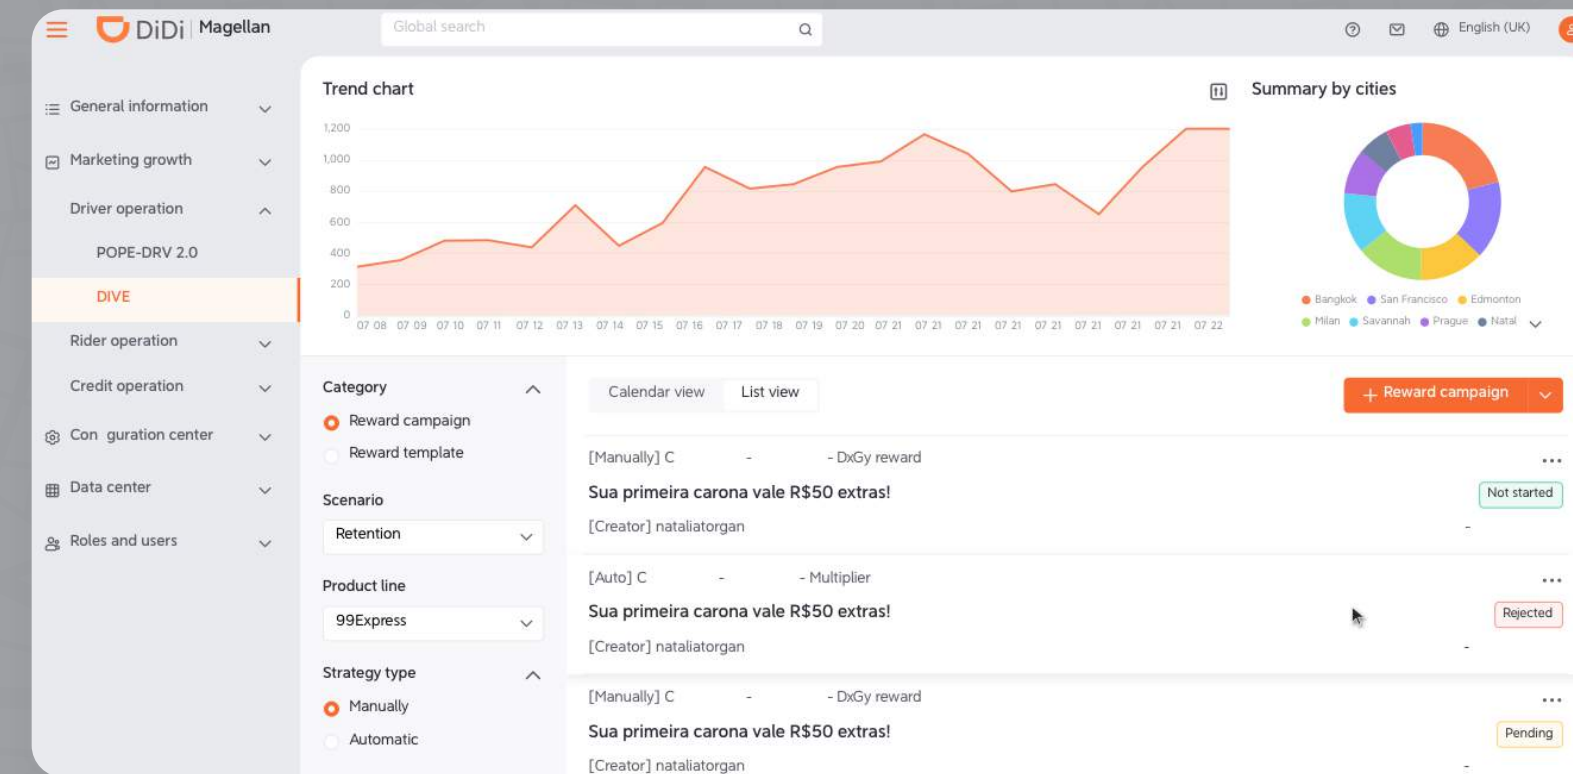 DiDi Magellan
Global search
English (UK)
General information
Marketing growth
Driver operation
POPE-DRV 2.0
DIVE
Rider operation
Credit operation
Con guration center
Data center
Roles and users
Trend chart
1,200
1,000
800
600
400
200
0
07 08 07 09 07 10 07 11 07 12 07 13 07 14 07 15 07 16 07 17 07 18 07 19 07 20 07 21 07 21 07 21 07 21 07 21 07 21 07 21 07 21 07 22
Summary by cities
Bangkok San Francisco Edmonton
Milan Savannah Prague Natal
Category
Reward campaign
Reward template
Scenario
Retention
Product line
99Express
Strategy type
Manually
Automatic
Calendar view List view
+ Reward campaign
[Manually] C - - DxGy reward
Sua primeira carona vale R$50 extras!
Not started
[Creator] nataliatorgan -
[Auto] C - - Multiplier
Sua primeira carona vale R$50 extras!
Rejected
[Creator] nataliatorgan -
[Manually] C - - DxGy reward
Sua primeira carona vale R$50 extras!
Pending
[Creator] nataliatorgan -